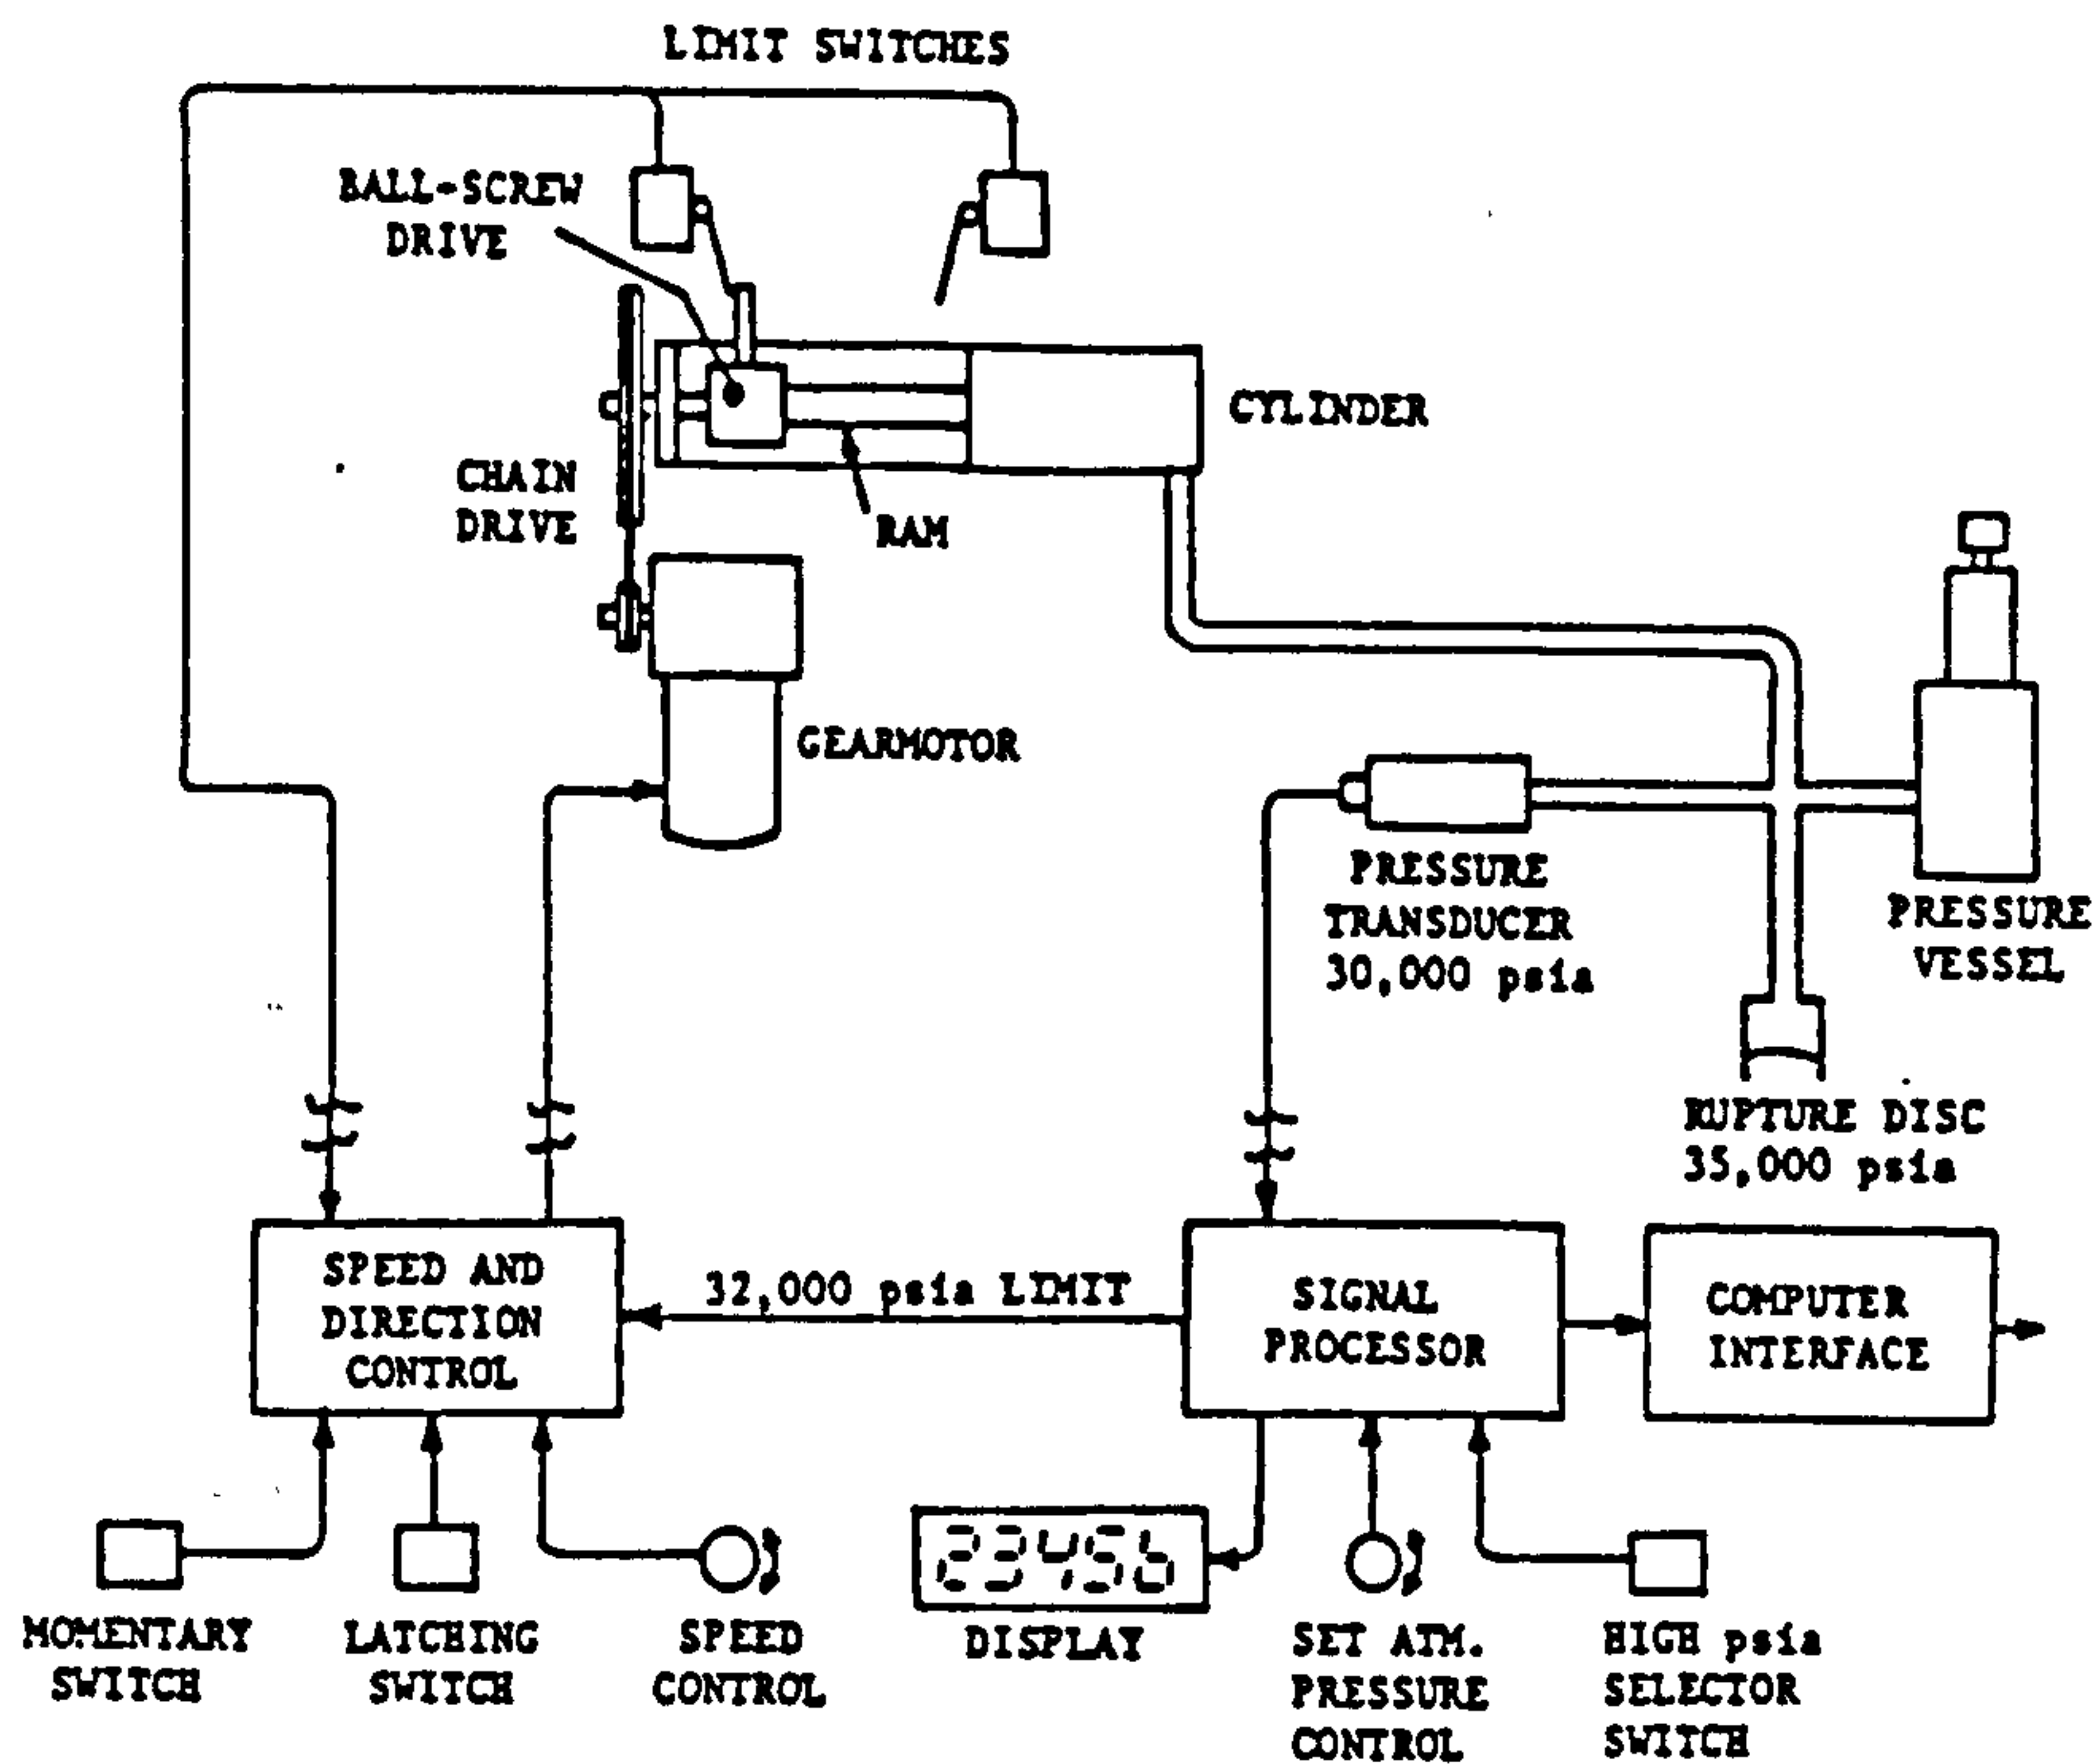 LIMIT SWITCHES
BALL-SCREW
DRIVE
CYLINDER
CHAIN
DRIVE
RAM
GEARMOTOR
PRESSURE
TRANSDUCER
30,000 psia
PRESSURE
VESSEL
RUPTURE DISC
35,000 psia
SPEED AND
DIRECTION
CONTROL
32,000 psia LIMIT
SIGNAL
PROCESSOR
COMPUTER
INTERFACE
23456
MOMENTARY
SWITCH
LATCHING
SWITCH
SPEED
CONTROL
DISPLAY
SET ATM.
PRESSURE
CONTROL
HIGH psia
SELECTOR
SWITCH